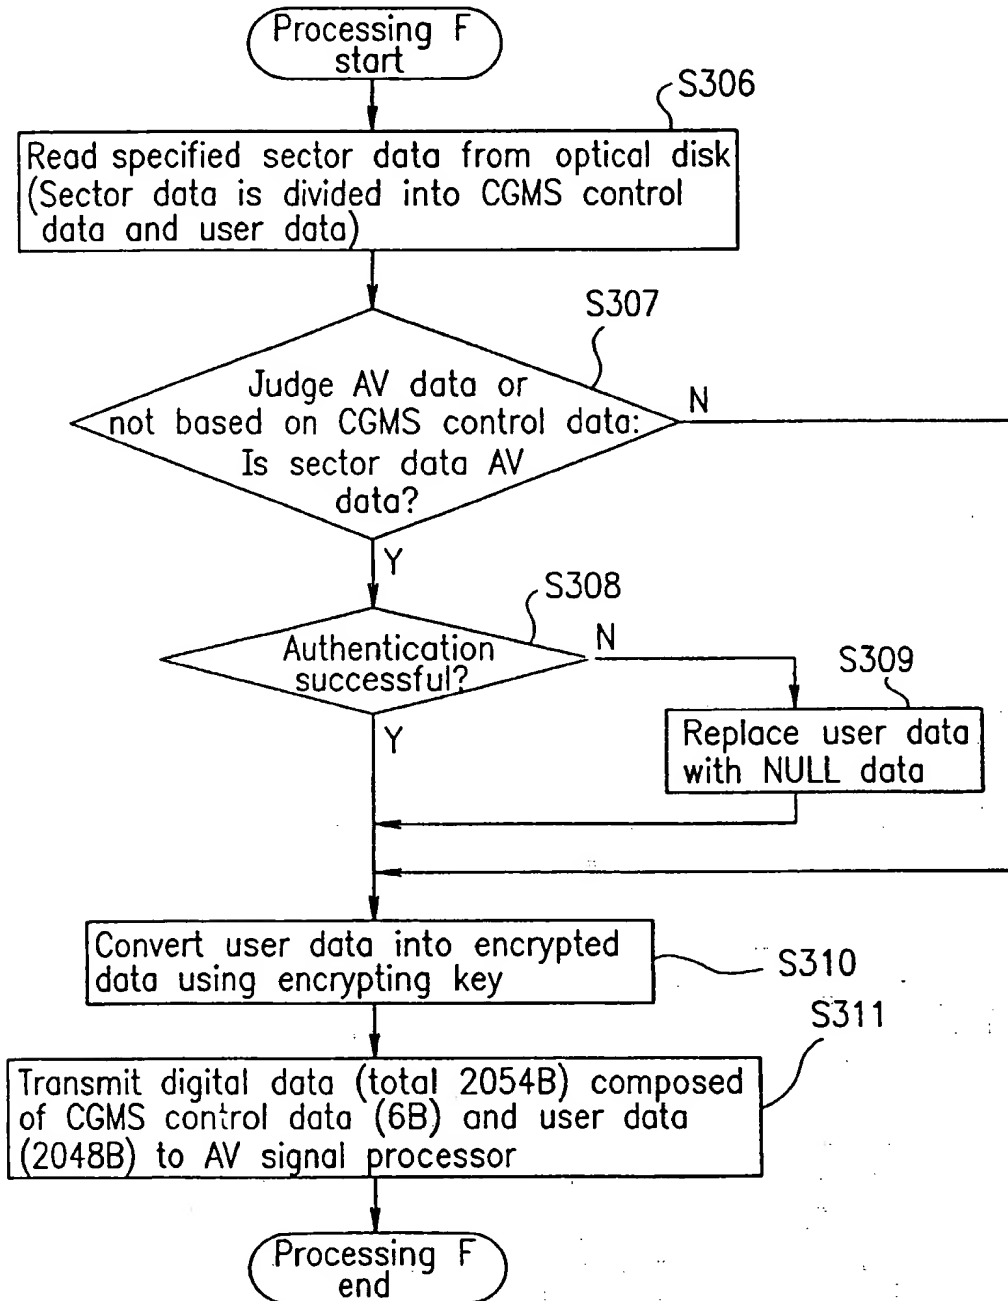 Processing F
start
S306
Read specified sector data from optical disk
(Sector data is divided into CGMS control
data and user data)
S307
Judge AV data or
not based on CGMS control data:
Is sector data AV
data?
N
Y
S308
Authentication
successful?
N
S309
Replace user data
with NULL data
Y
Convert user data into encrypted
data using encrypting key
S310
S311
Transmit digital data (total 2054B) composed
of CGMS control data (6B) and user data
(2048B) to AV signal processor
Processing F
end